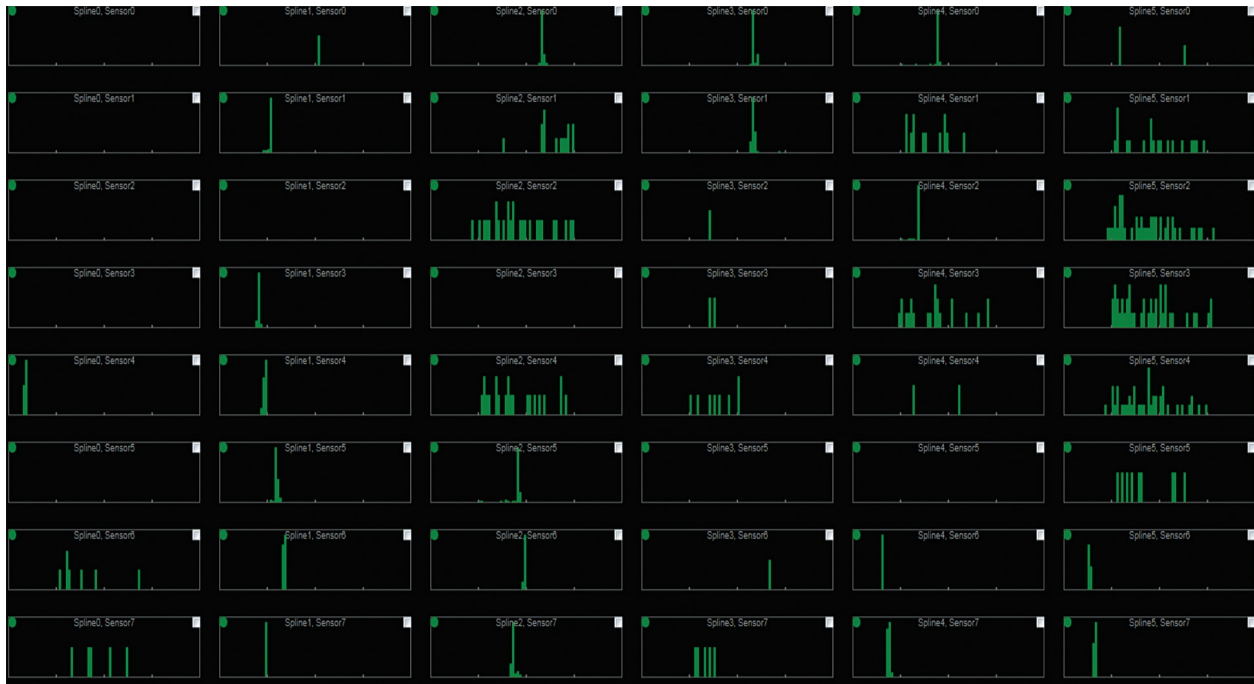 Spline0, Sensor0 Spline1, Sensor0 Spline2, Sensor0 Spline3, Sensor0 Spline4, Sensor0 Spline5, Sensor0
Spline0, Sensor1 Spline1, Sensor1 Spline2, Sensor1 Spline3, Sensor1 Spline4, Sensor1 Spline5, Sensor1
Spline0, Sensor2 Spline1, Sensor2 Spline2, Sensor2 Spline3, Sensor2 Spline4, Sensor2 Spline5, Sensor2
Spline0, Sensor3 Spline1, Sensor3 Spline2, Sensor3 Spline3, Sensor3 Spline4, Sensor3 Spline5, Sensor3
Spline0, Sensor4 Spline1, Sensor4 Spline2, Sensor4 Spline3, Sensor4 Spline4, Sensor4 Spline5, Sensor4
Spline0, Sensor5 Spline1, Sensor5 Spline2, Sensor5 Spline3, Sensor5 Spline4, Sensor5 Spline5, Sensor5
Spline0, Sensor6 Spline1, Sensor6 Spline2, Sensor6 Spline3, Sensor6 Spline4, Sensor6 Spline5, Sensor6
Spline0, Sensor7 Spline1, Sensor7 Spline2, Sensor7 Spline3, Sensor7 Spline4, Sensor7 Spline5, Sensor7